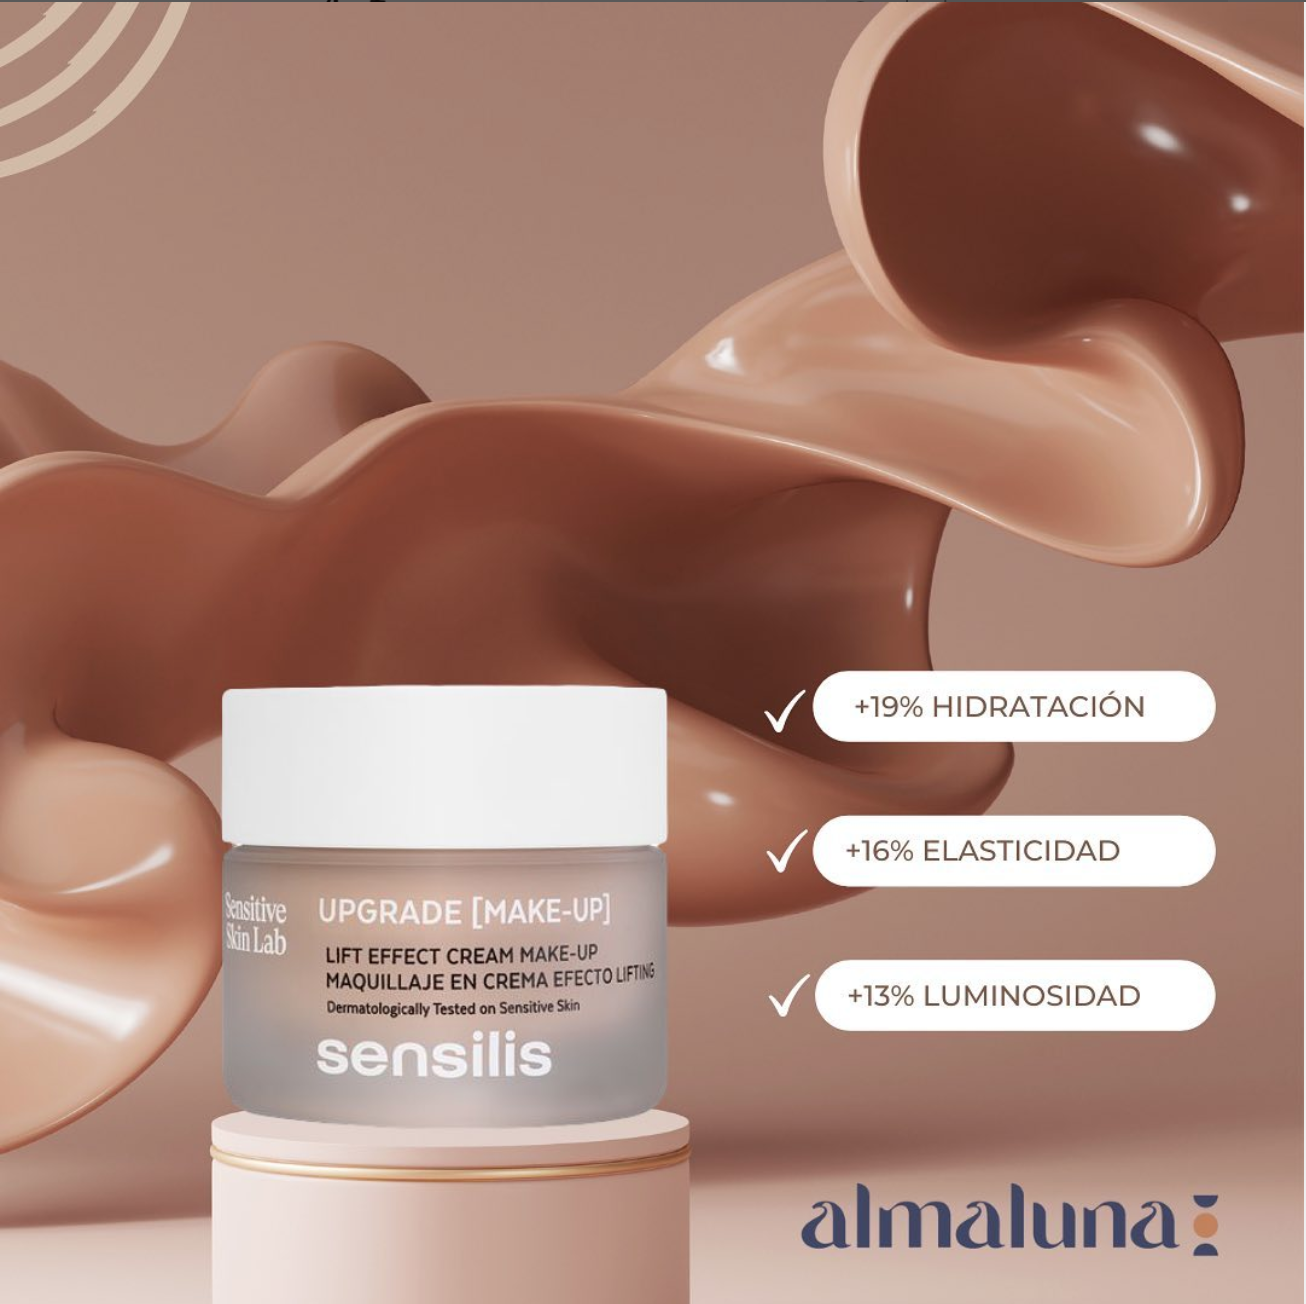 +19% HIDRATACIÓN
+16% ELASTICIDAD
+13% LUMINOSIDAD
Sensitive
Skin Lab
UPGRADE [MAKE-UP]
LIFT EFFECT CREAM MAKE-UP
MAQUILLAJE EN CREMA EFECTO LIFTING
Dermatologically Tested on Sensitive Skin
sensilis
almaluna